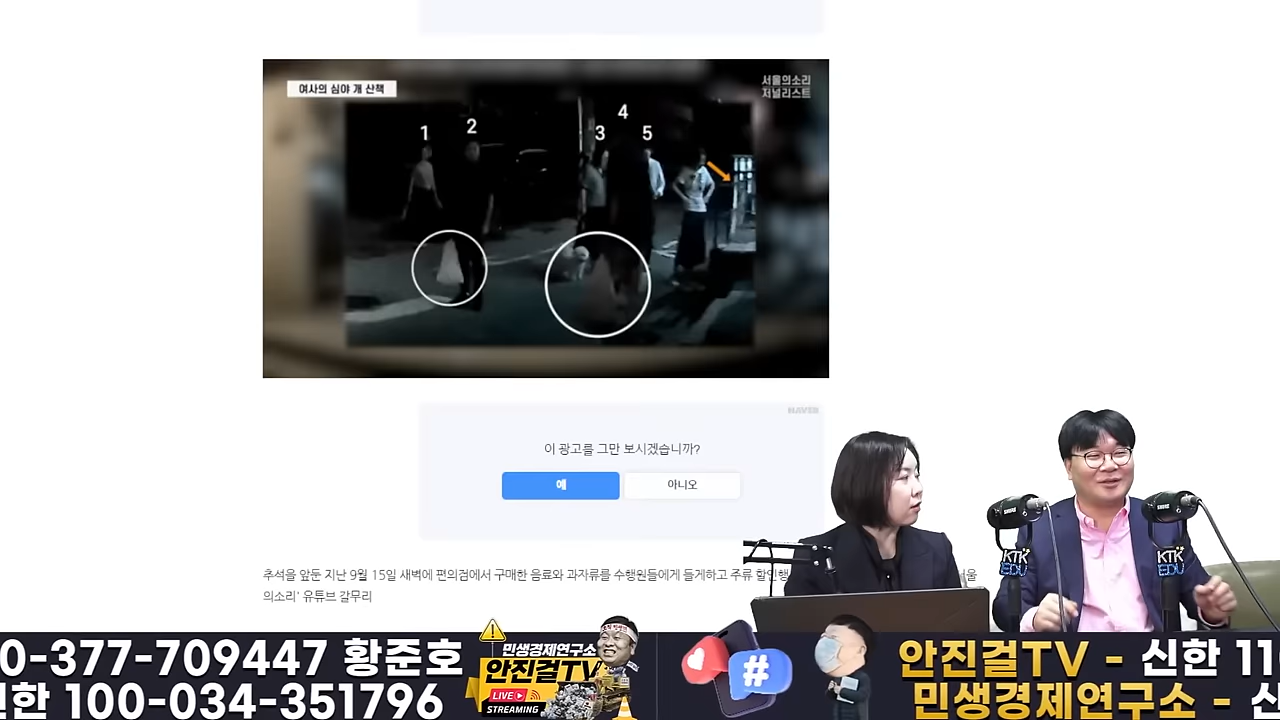 여사의 심야 개 산책
서울의소리
저널리스트
1
2
3
4
5
NAVER
이 광고를 그만 보시겠습니까?
예
아니오
추석을 앞둔 지난 9월 15일 새벽에 편의점에서 구매한 음료와 과자류를 수행원들에게 들게하고 주류 할인행
울
의소리' 유튜브 갈무리
SHURE
SHURE
KTK
EDU
KTK
EDU
0-377-709447 황준호
신한 100-034-351796
민생경제연구소
안진걸TV
LIVE
STREAMING
#
안진걸TV - 신한 110
민생경제연구소 - 신